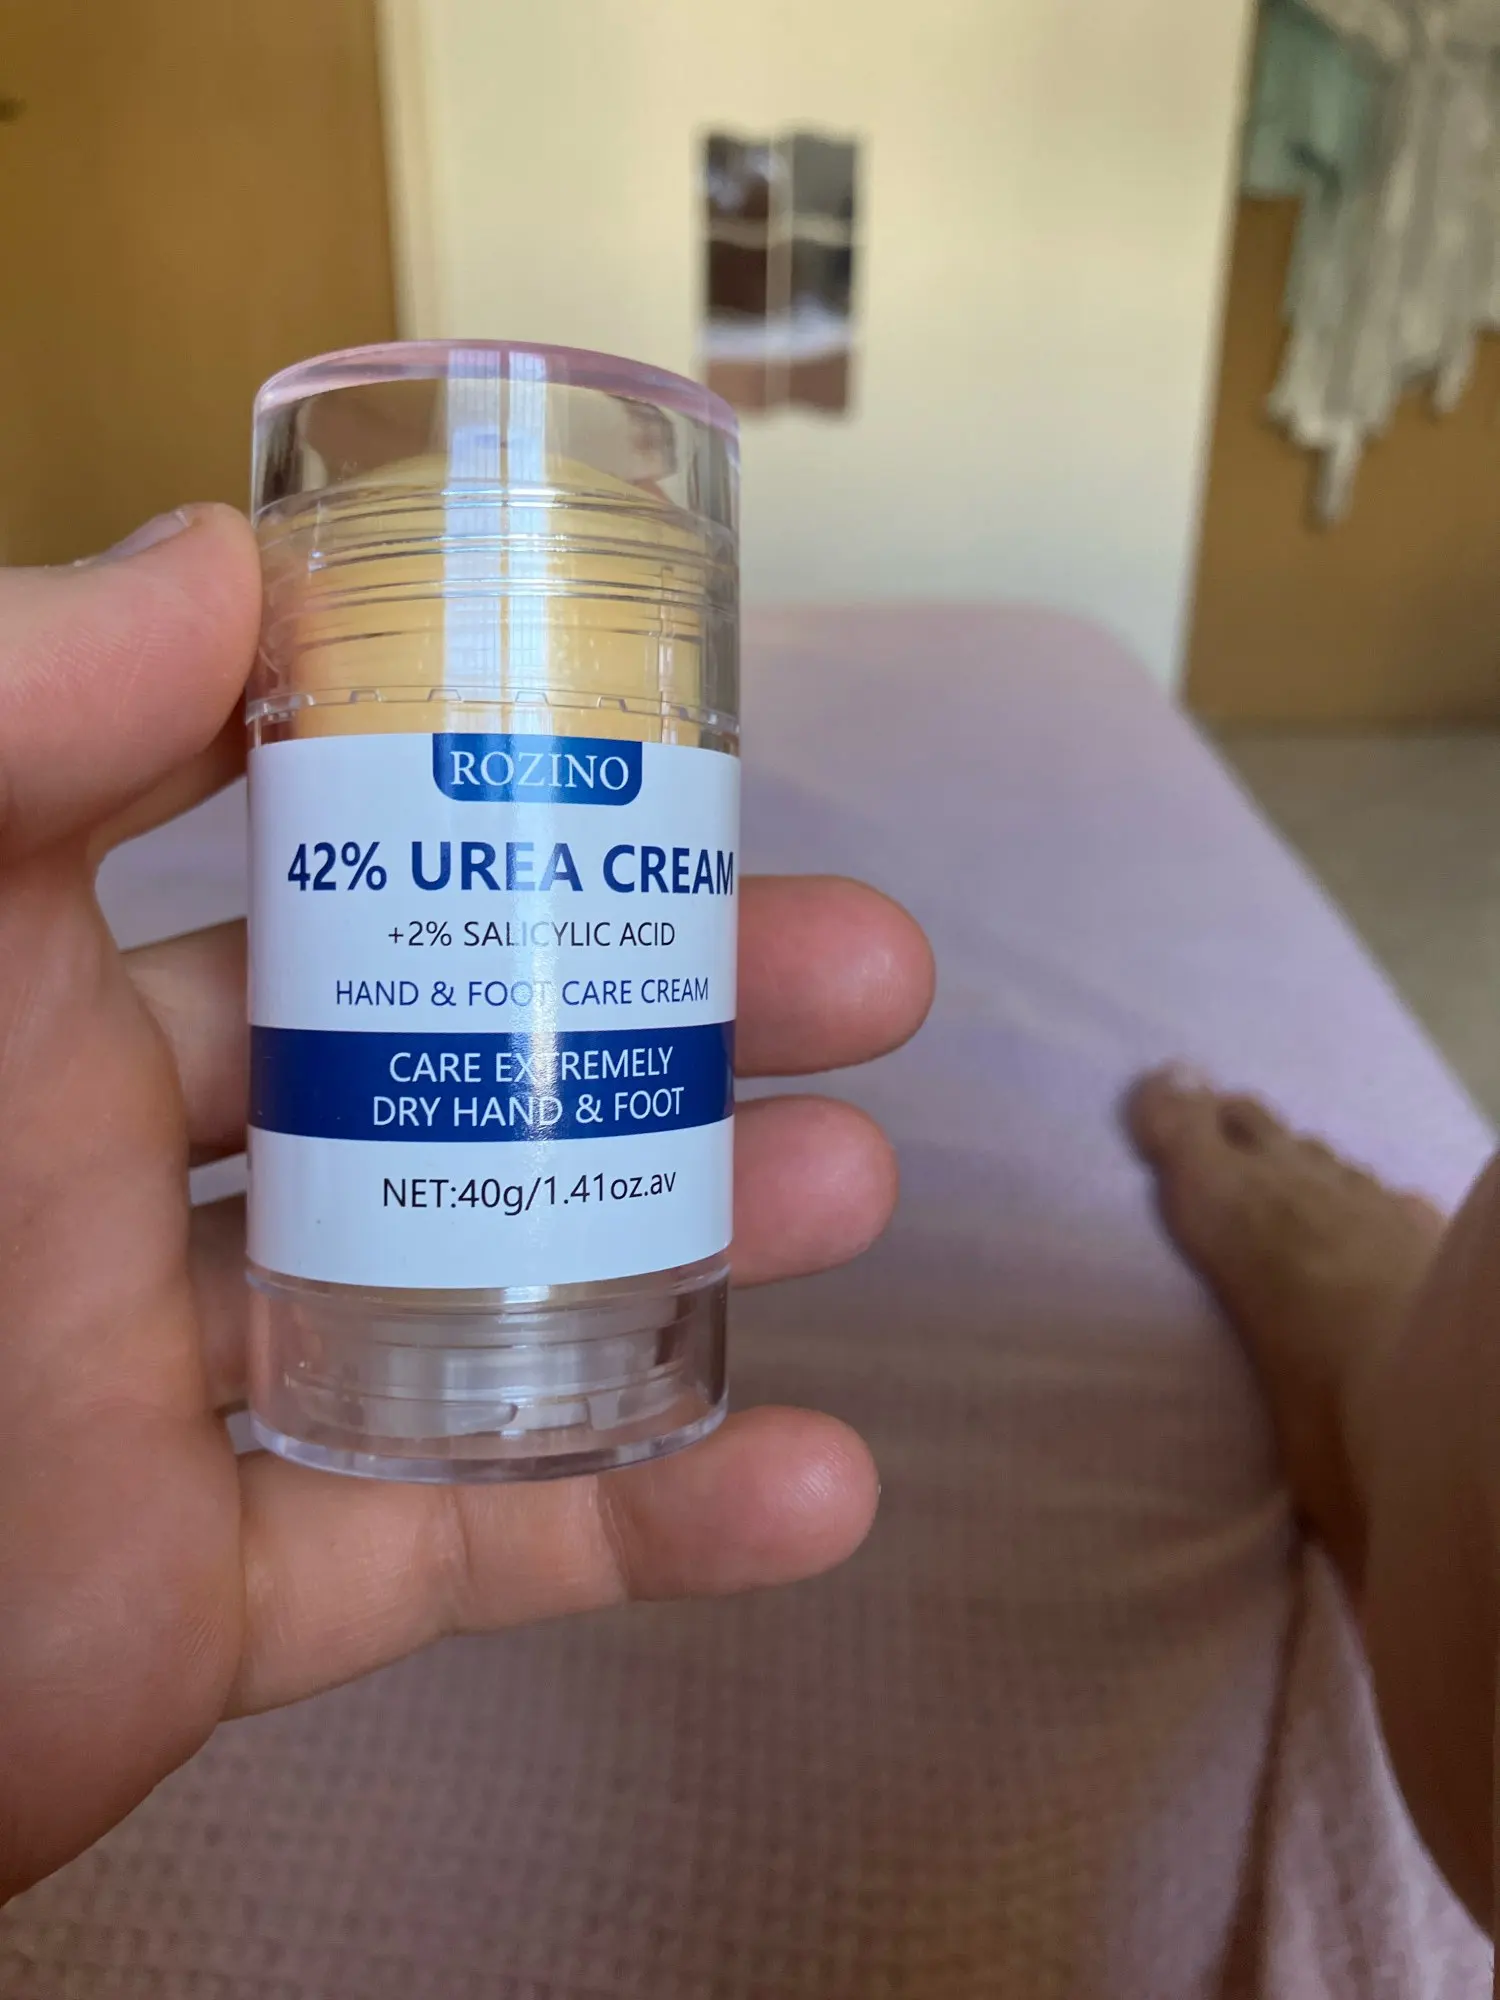 ROZINO
42% UREA CREAM
+2% SALICYLIC ACID
HAND & FOOT CARE CREAM
CARE EXTREMELY
DRY HAND & FOOT
NET:40g/1.41oz.av